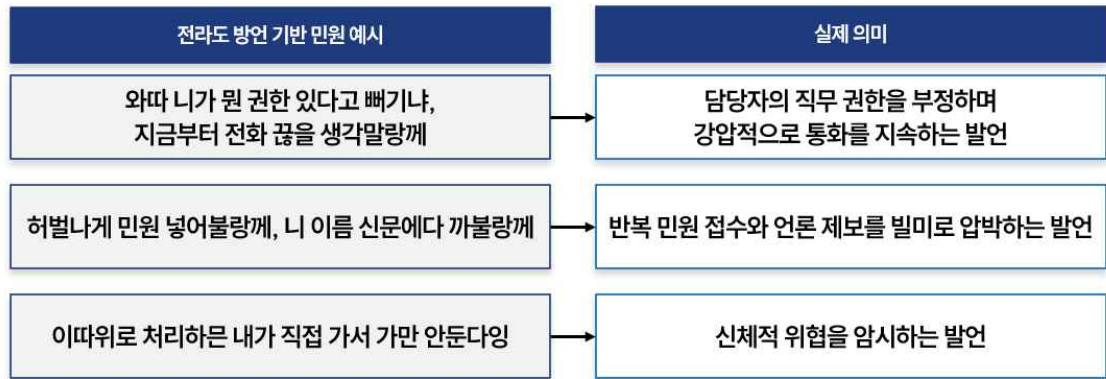 전라도 방언 기반 민원 예시
실제 의미
와따 니가 뭔 권한 있다고 뻐기냐,
지금부터 전화 끊을 생각말랑께
담당자의 직무 권한을 부정하며
강압적으로 통화를 지속하는 발언
허벌나게 민원 넣어불랑께, 니 이름 신문에다 까불랑께
반복 민원 접수와 언론 제보를 빌미로 압박하는 발언
이따위로 처리하믄 내가 직접 가서 가만 안둔다잉
신체적 위협을 암시하는 발언